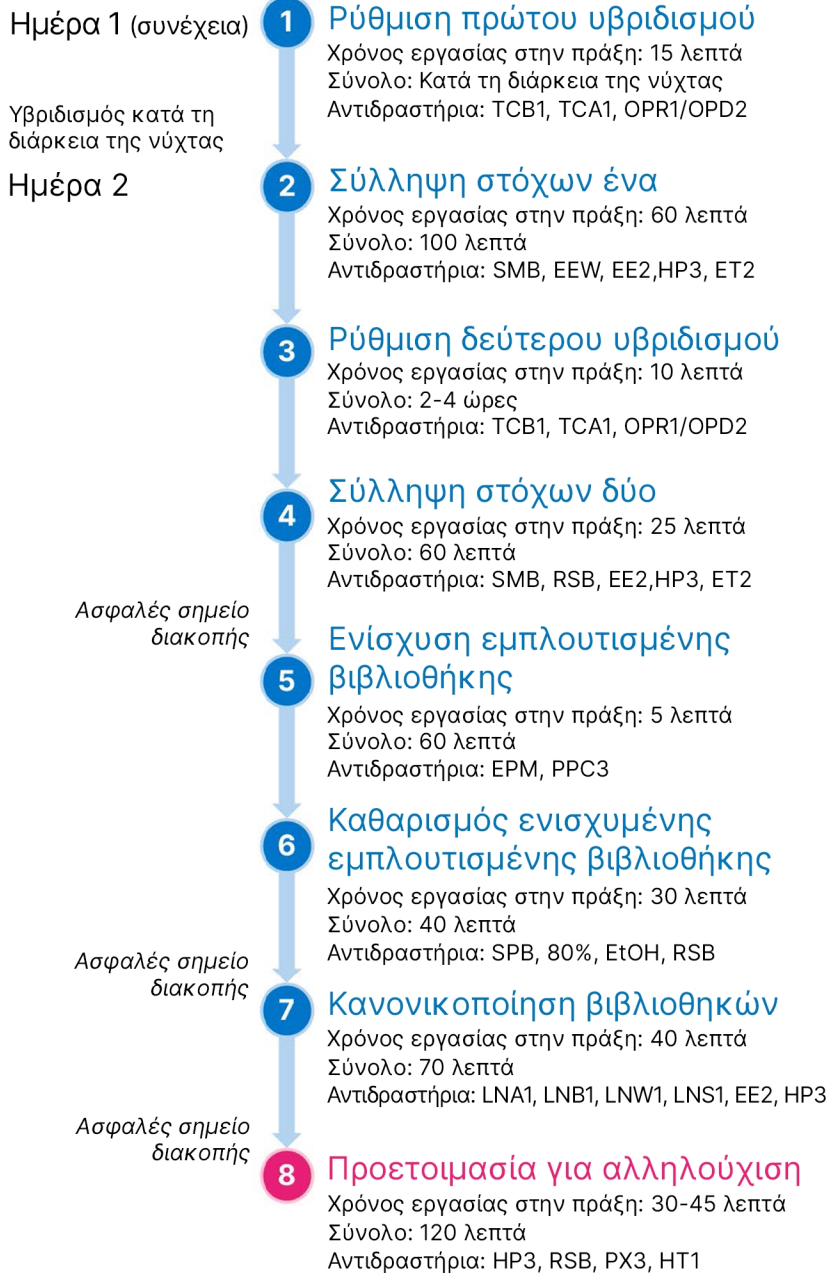 Ημέρα 1 (συνέχεια)
1
Ρύθμιση πρώτου υβριδισμού
Χρόνος εργασίας στην πράξη: 15 λεπτά
Σύνολο: Κατά τη διάρκεια της νύχτας
Αντιδραστήρια: TCB1, TCA1, OPR1/OPD2
Υβριδισμός κατά τη
διάρκεια της νύχτας
Ημέρα 2
2
Σύλληψη στόχων ένα
Χρόνος εργασίας στην πράξη: 60 λεπτά
Σύνολο: 100 λεπτά
Αντιδραστήρια: SMB, EEW, EE2,HP3, ET2
3
Ρύθμιση δεύτερου υβριδισμού
Χρόνος εργασίας στην πράξη: 10 λεπτά
Σύνολο: 2-4 ώρες
Αντιδραστήρια: TCB1, TCA1, OPR1/OPD2
4
Σύλληψη στόχων δύο
Χρόνος εργασίας στην πράξη: 25 λεπτά
Σύνολο: 60 λεπτά
Αντιδραστήρια: SMB, RSB, EE2,HP3, ET2
Ασφαλές σημείο
διακοπής
5
Ενίσχυση εμπλουτισμένης
βιβλιοθήκης
Χρόνος εργασίας στην πράξη: 5 λεπτά
Σύνολο: 60 λεπτά
Αντιδραστήρια: EPM, PPC3
6
Καθαρισμός ενισχυμένης
εμπλουτισμένης βιβλιοθήκης
Χρόνος εργασίας στην πράξη: 30 λεπτά
Σύνολο: 40 λεπτά
Αντιδραστήρια: SPB, 80%, EtOH, RSB
Ασφαλές σημείο
διακοπής
7
Κανονικοποίηση βιβλιοθηκών
Χρόνος εργασίας στην πράξη: 40 λεπτά
Σύνολο: 70 λεπτά
Αντιδραστήρια: LNA1, LNB1, LNW1, LNS1, EE2, HP3
Ασφαλές σημείο
διακοπής
8
Προετοιμασία για αλληλούχιση
Χρόνος εργασίας στην πράξη: 30-45 λεπτά
Σύνολο: 120 λεπτά
Αντιδραστήρια: HP3, RSB, PX3, HT1